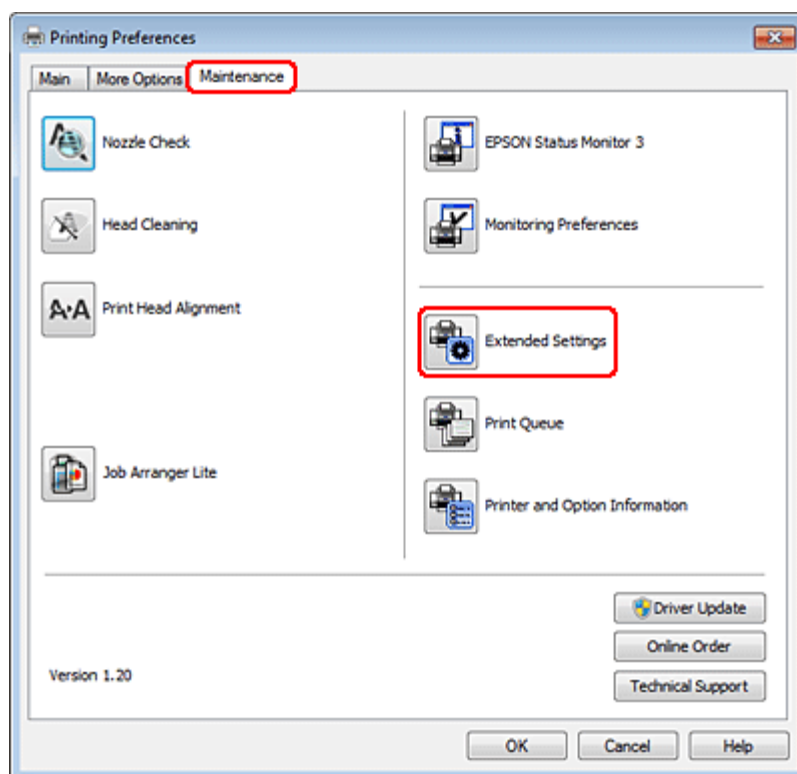 Printing Preferences
Main
More Options
Maintenance
Nozzle Check
Head Cleaning
A·A
Print Head Alignment
Job Arranger Lite
EPSON Status Monitor 3
Monitoring Preferences
Extended Settings
Print Queue
Printer and Option Information
Driver Update
Online Order
Technical Support
Version 1.20
OK
Cancel
Help